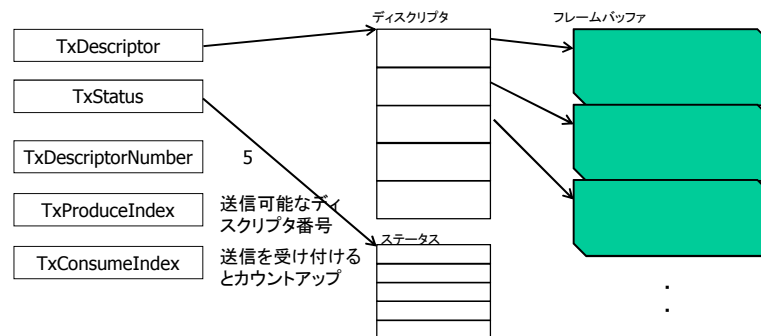 ディスクリプタ
フレームバッファ
TxDescriptor
TxStatus
TxDescriptorNumber
5
TxProduceIndex
送信可能なディ
スクリプタ番号
ステータス
TxConsumeIndex
送信を受け付ける
とカウントアップ